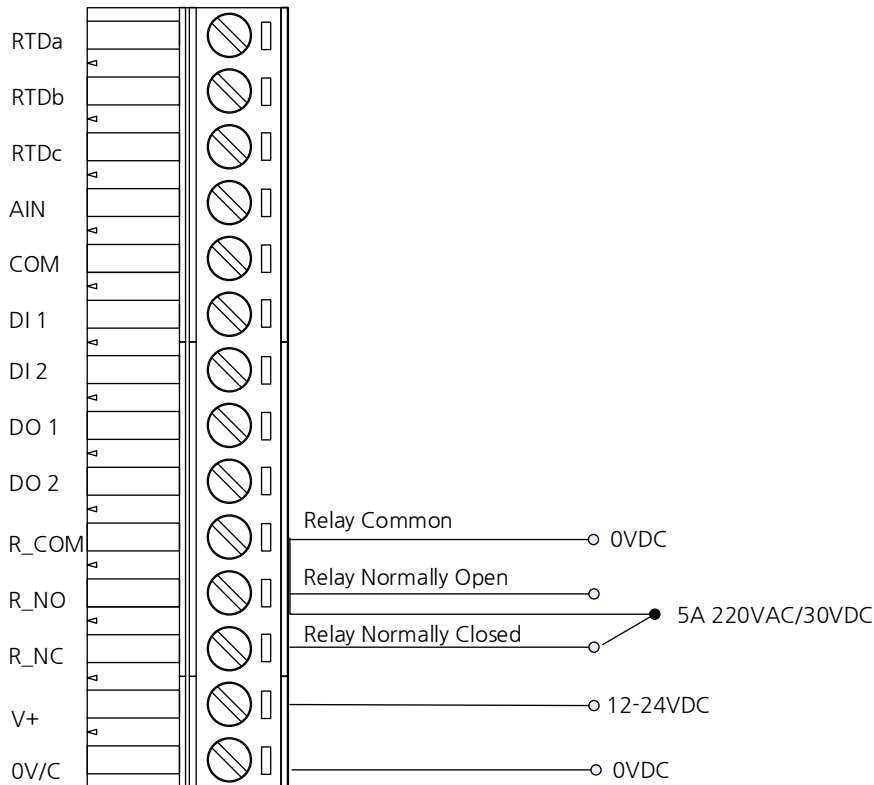 RTDa
RTDb
RTDc
AIN
COM
DI 1
DI 2
DO 1
DO 2
R_COM
Relay Common
0VDC
R_NO
Relay Normally Open
5A 220VAC/30VDC
R_NC
Relay Normally Closed
V+
12-24VDC
0V/C
0VDC